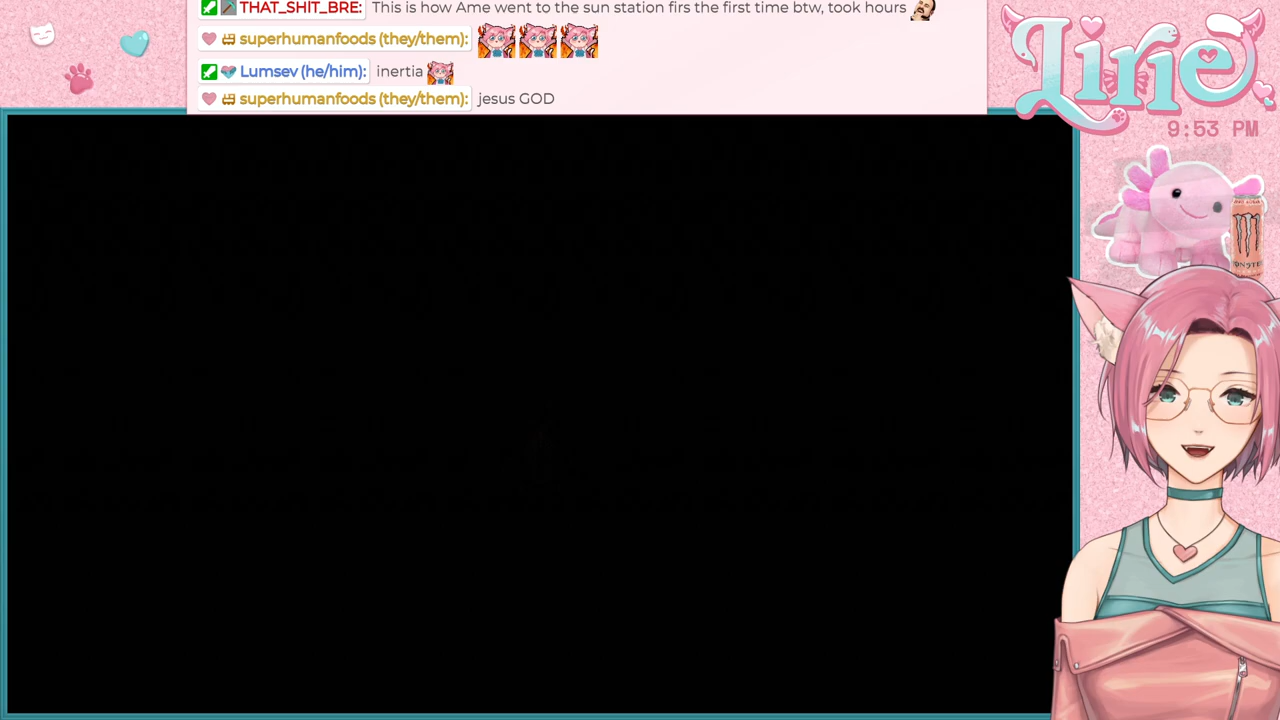 THAT_SHIT_BRE: This is how Ame went to the sun station firs the first time btw, took hours
superhumanfoods (they/them):
Lumsev (he/him): inertia
superhumanfoods (they/them): jesus GOD
Lirie
9:53 PM
MONSTER